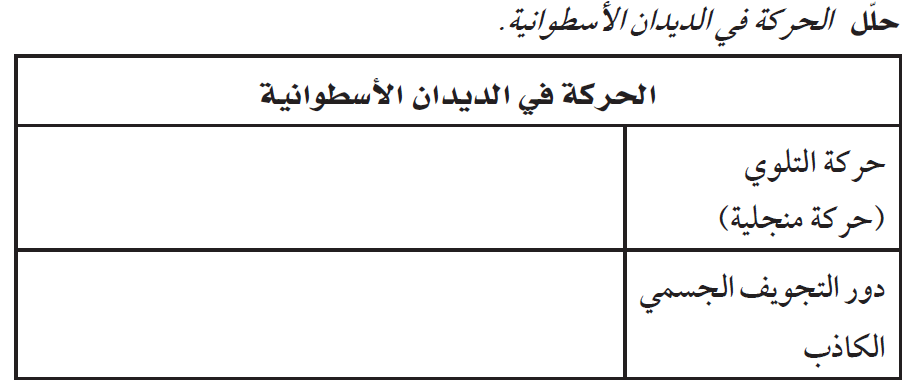 حلّل الحركة في الديدان الأسطوانية.
الحركة في الديدان الأسطوانية
حركة التلوي
(حركة منجلية)
دور التجويف الجسمي
الكاذب